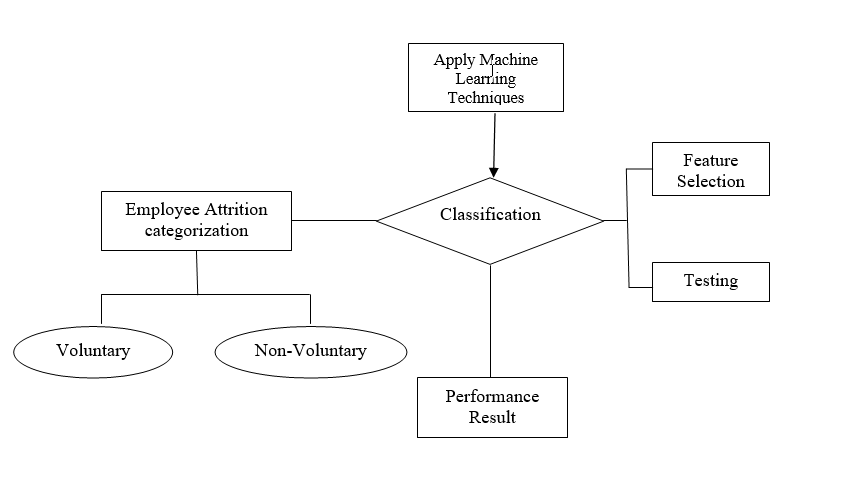 Apply Machine
Learning
Techniques
Feature
Selection
Employee Attrition
categorization
Classification
Testing
Voluntary
Non-Voluntary
Performance
Result